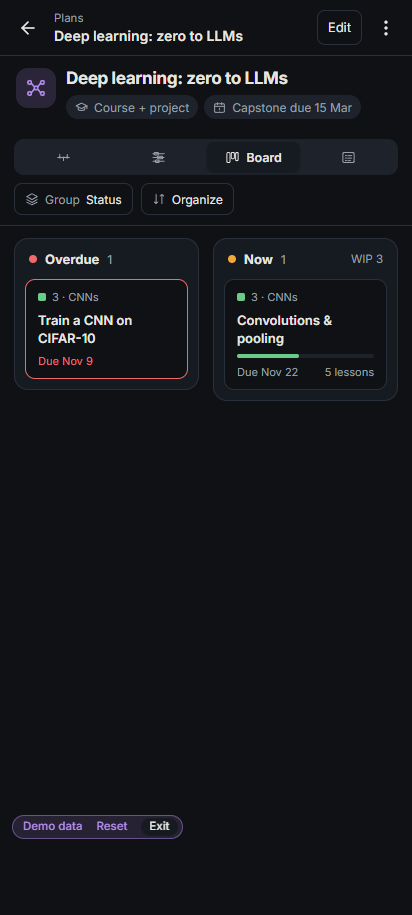 Plans
Deep learning: zero to LLMs
Edit
Deep learning: zero to LLMs
Course + project
Capstone due 15 Mar
Board
Group Status
Organize
Overdue 1
3 · CNNs
Train a CNN on
CIFAR-10
Due Nov 9
Now 1
WIP 3
3 · CNNs
Convolutions &
pooling
Due Nov 22
5 lessons
Demo data
Reset
Exit